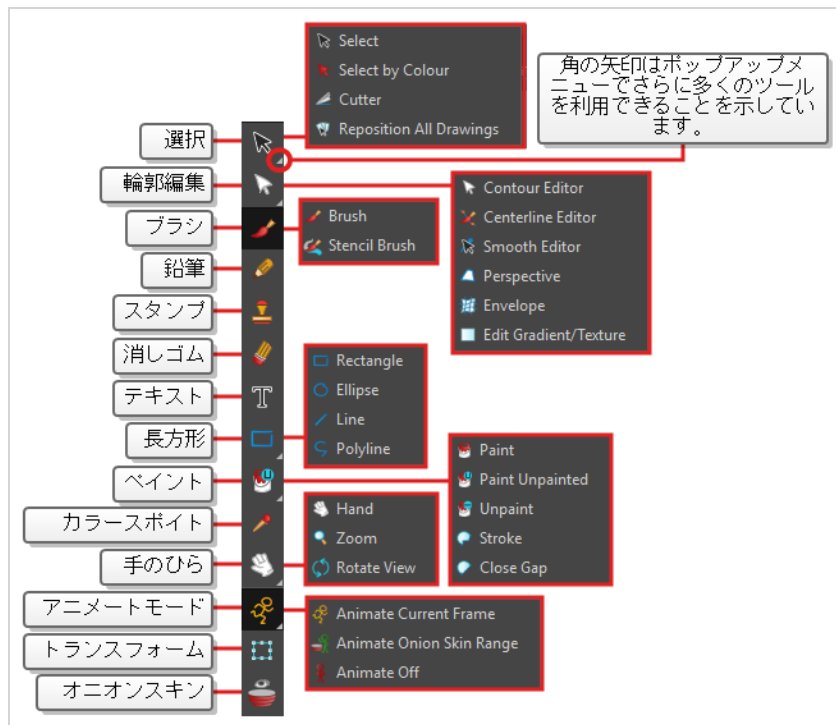 Select
Select by Colour
Cutter
Reposition All Drawings
角の矢印はポップアップメ
ニューでさらに多くのツール
を利用できることを示してい
ます。
選択
輪郭編集
Contour Editor
Centerline Editor
Smooth Editor
Perspective
Envelope
Edit Gradient/Texture
ブラシ
Brush
Stencil Brush
鉛筆
スタンプ
消しゴム
テキスト
長方形
Rectangle
Ellipse
Line
Polyline
ペイント
Paint
Paint Unpainted
Unpaint
Stroke
Close Gap
カラースポイト
手のひら
Hand
Zoom
Rotate View
アニメートモード
Animate Current Frame
Animate Onion Skin Range
Animate Off
トランスフォーム
オニオンスキン